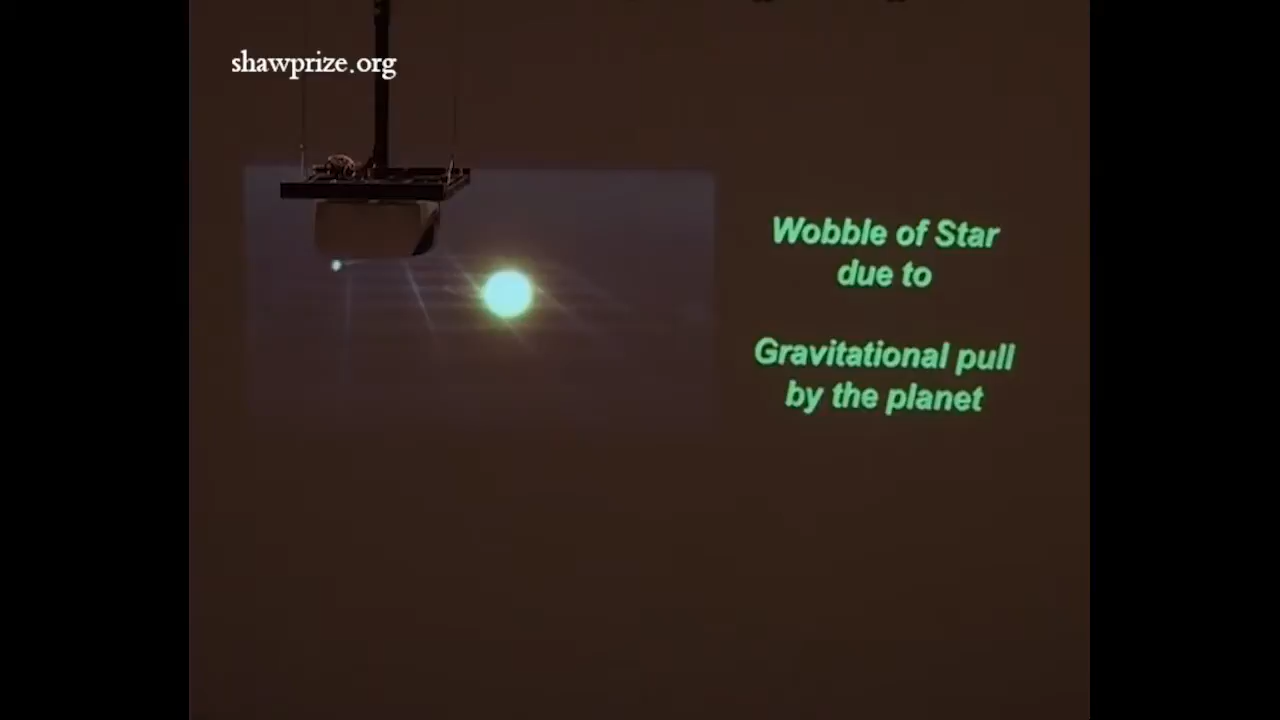 shawprize.org
Wobble of Star
due to
Gravitational pull
by the planet